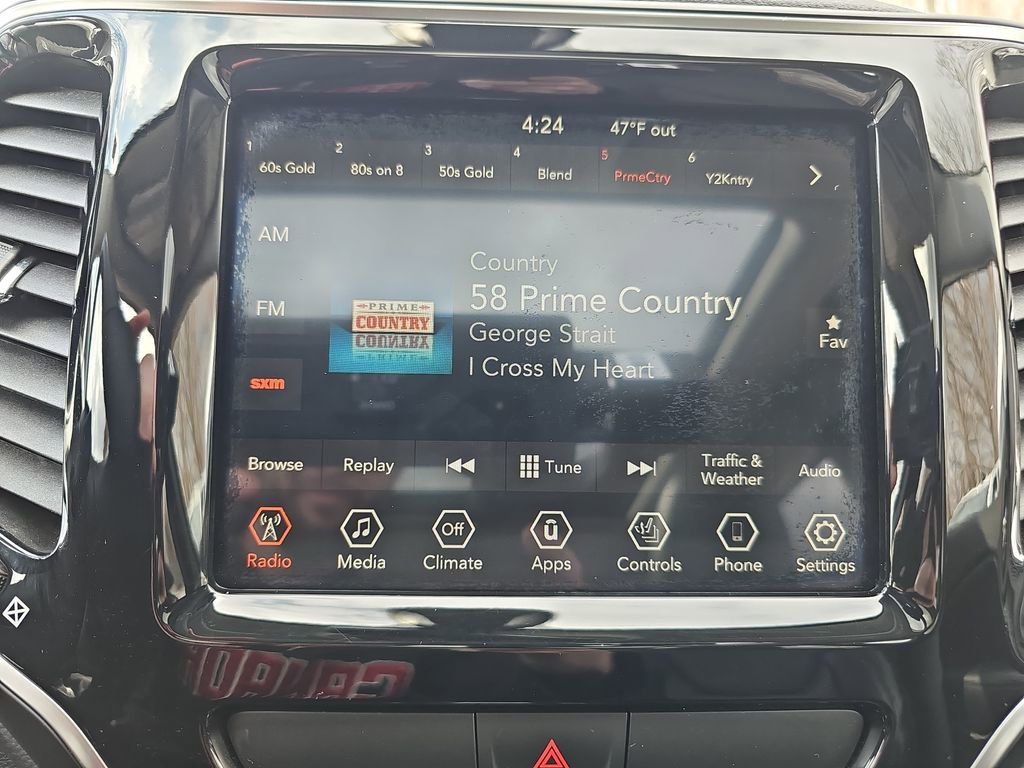 4:24 47°F out
1 60s Gold 2 80s on 8 3 50s Gold 4 Blend 5 PrmeCtry 6 Y2Kntry
AM
Country
58 Prime Country
FM
PRIME
COUNTRY
George Strait
Fav
I Cross My Heart
sxm
Browse Replay Tune Traffic & Weather Audio
Off
Radio Media Climate Apps Controls Phone Settings